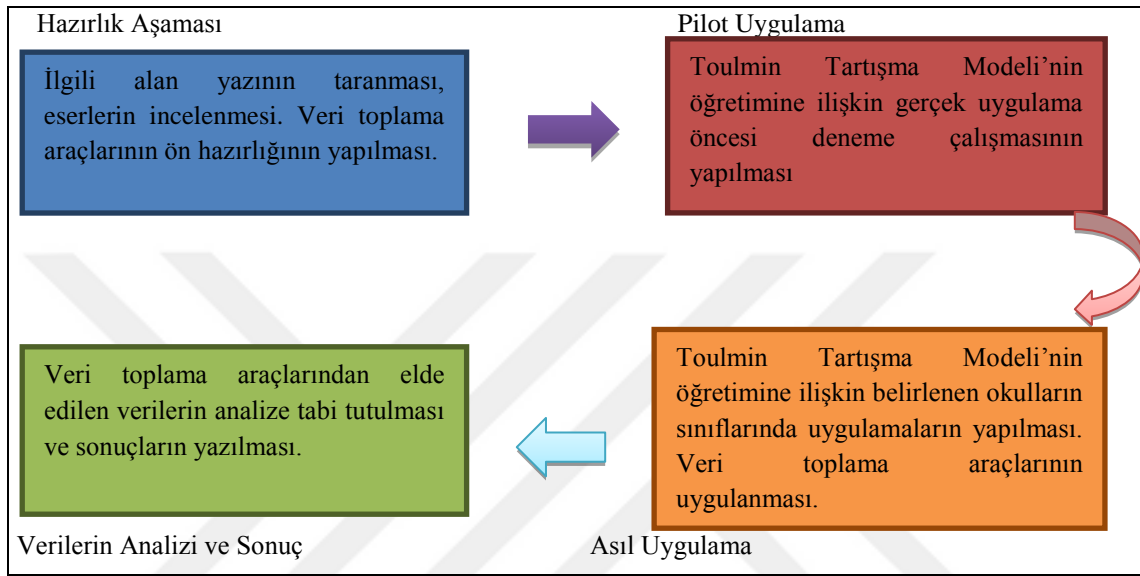 Hazırlık Aşaması
İlgili alan yazının taranması,
eserlerin incelenmesi. Veri toplama
araçlarının ön hazırlığının yapılması.
Pilot Uygulama
Toulmin Tartışma Modeli’nin
öğretimine ilişkin gerçek uygulama
öncesi deneme çalışmasının
yapılması
Toulmin Tartışma Modeli’nin
öğretimine ilişkin belirlenen okulların
sınıflarında uygulamaların yapılması.
Veri toplama araçlarının
uygulanması.
Asıl Uygulama
Veri toplama araçlarından elde
edilen verilerin analize tabi tutulması
ve sonuçların yazılması.
Verilerin Analizi ve Sonuç